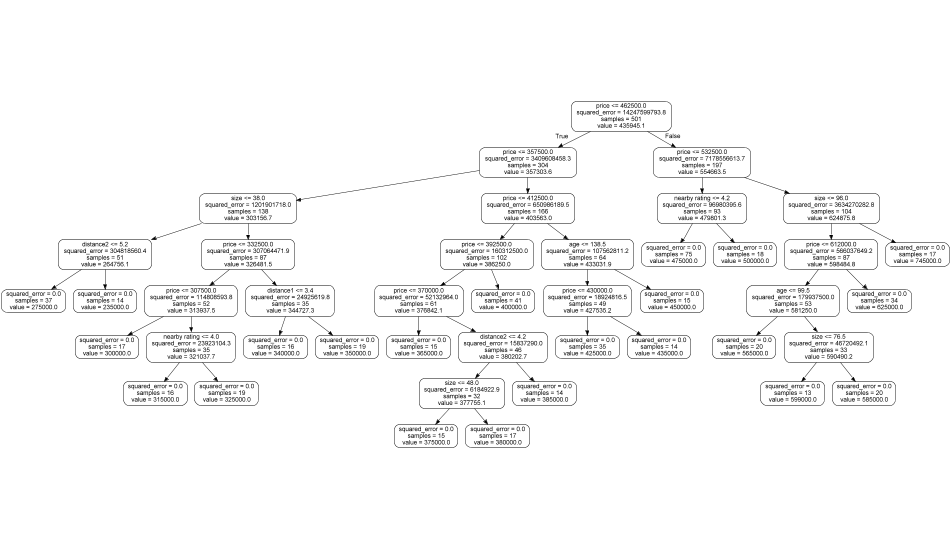 price <= 462500.0
squared_error = 14247599793.8
samples = 501
value = 435945.1
True
False
price <= 357500.0
squared_error = 3409608458.3
samples = 304
value = 357303.6
price <= 532500.0
squared_error = 7178556613.7
samples = 197
value = 554663.5
size <= 38.0
squared_error = 1201901718.0
samples = 138
value = 303156.7
price <= 412500.0
squared_error = 650986189.5
samples = 166
value = 403563.0
nearby rating <= 4.2
squared_error = 96980395.6
samples = 93
value = 479801.3
size <= 96.0
squared_error = 3634270282.8
samples = 104
value = 624875.8
distance2 <= 5.2
squared_error = 304818560.4
samples = 51
value = 264756.1
price <= 332500.0
squared_error = 307064471.9
samples = 87
value = 326481.5
price <= 392500.0
squared_error = 160312500.0
samples = 102
value = 386250.0
age <= 138.5
squared_error = 107562811.2
samples = 64
value = 433031.9
squared_error = 0.0
samples = 75
value = 475000.0
squared_error = 0.0
samples = 18
value = 500000.0
price <= 612000.0
squared_error = 566037649.2
samples = 87
value = 598484.8
squared_error = 0.0
samples = 17
value = 745000.0
squared_error = 0.0
samples = 37
value = 275000.0
squared_error = 0.0
samples = 14
value = 235000.0
price <= 307500.0
squared_error = 114808593.8
samples = 52
value = 313937.5
distance1 <= 3.4
squared_error = 24925619.8
samples = 35
value = 344727.3
price <= 370000.0
squared_error = 52132964.0
samples = 61
value = 376842.1
squared_error = 0.0
samples = 41
value = 400000.0
price <= 430000.0
squared_error = 18924816.5
samples = 49
value = 427535.2
squared_error = 0.0
samples = 15
value = 450000.0
age <= 99.5
squared_error = 179937500.0
samples = 53
value = 581250.0
squared_error = 0.0
samples = 34
value = 625000.0
squared_error = 0.0
samples = 17
value = 300000.0
nearby rating <= 4.0
squared_error = 23923104.3
samples = 35
value = 321037.7
squared_error = 0.0
samples = 16
value = 340000.0
squared_error = 0.0
samples = 19
value = 350000.0
squared_error = 0.0
samples = 15
value = 365000.0
distance2 <= 4.2
squared_error = 15837290.0
samples = 46
value = 380202.7
squared_error = 0.0
samples = 35
value = 425000.0
squared_error = 0.0
samples = 14
value = 435000.0
squared_error = 0.0
samples = 20
value = 565000.0
size <= 76.5
squared_error = 46720492.1
samples = 33
value = 590490.2
squared_error = 0.0
samples = 16
value = 315000.0
squared_error = 0.0
samples = 19
value = 325000.0
size <= 48.0
squared_error = 6184922.9
samples = 32
value = 377755.1
squared_error = 0.0
samples = 14
value = 385000.0
squared_error = 0.0
samples = 13
value = 599000.0
squared_error = 0.0
samples = 20
value = 585000.0
squared_error = 0.0
samples = 15
value = 375000.0
squared_error = 0.0
samples = 17
value = 380000.0